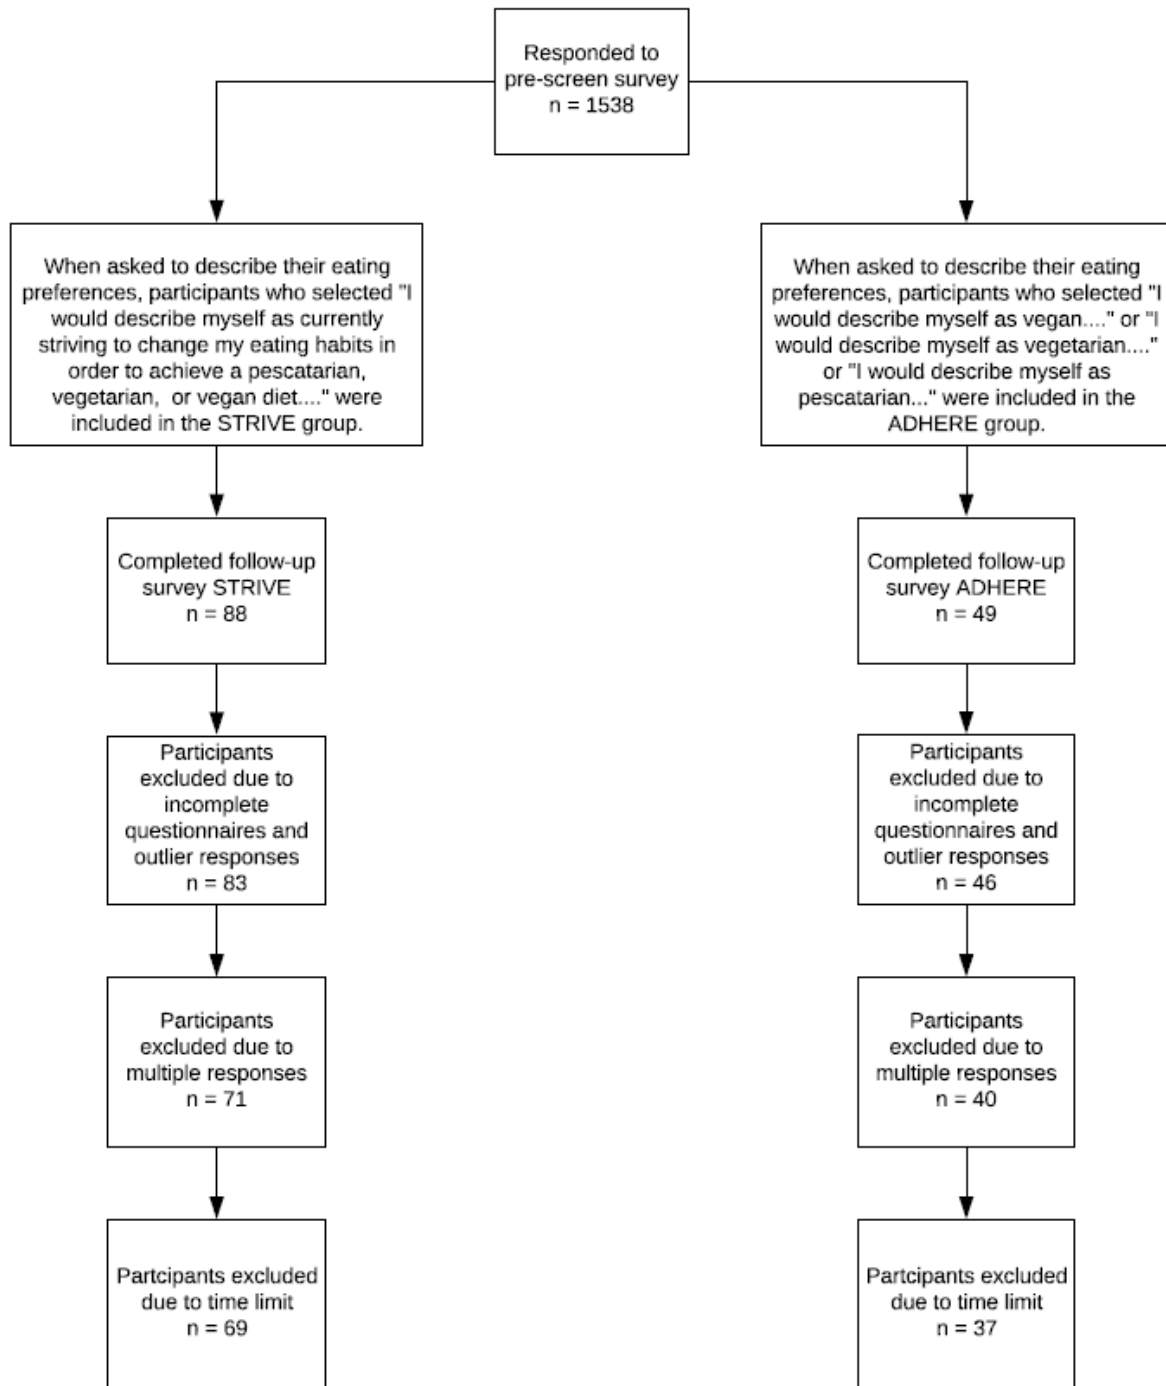 Responded to
pre-screen survey
n = 1538
When asked to describe their eating
preferences, participants who selected "I
would describe myself as currently
striving to change my eating habits in
order to achieve a pescatarian,
vegetarian, or vegan diet...." were
included in the STRIVE group.
When asked to describe their eating
preferences, participants who selected "I
would describe myself as vegan...." or "I
would describe myself as vegetarian...."
or "I would describe myself as
pescatarian..." were included in the
ADHERE group.
Completed follow-up
survey STRIVE
n = 88
Completed follow-up
survey ADHERE
n = 49
Participants
excluded due to
incomplete
questionnaires and
outlier responses
n = 83
Participants
excluded due to
incomplete
questionnaires and
outlier responses
n = 46
Participants
excluded due to
multiple responses
n = 71
Participants
excluded due to
multiple responses
n = 40
Partcipants excluded
due to time limit
n = 69
Partcipants excluded
due to time limit
n = 37